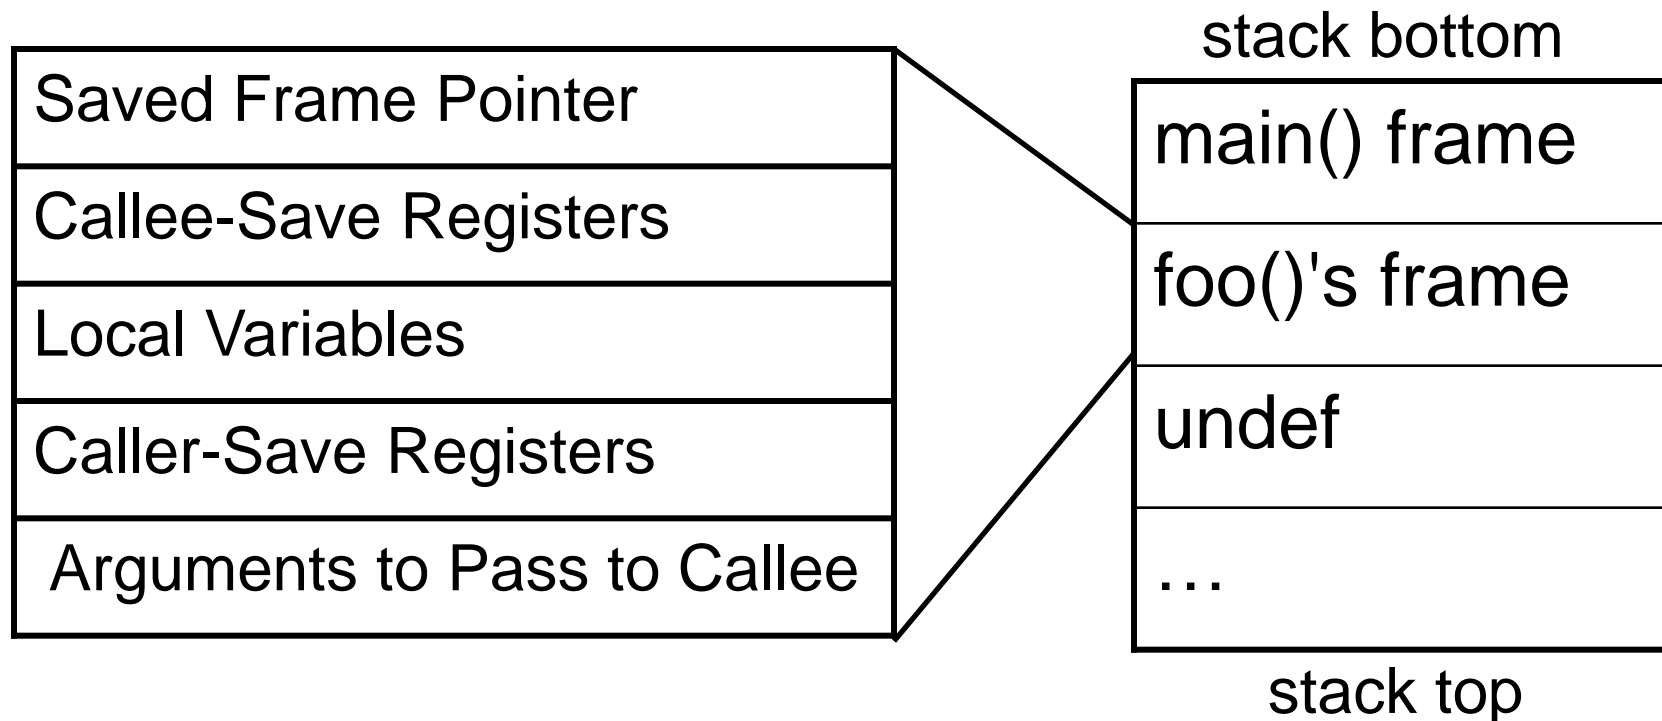 Saved Frame Pointer
Callee-Save Registers
Local Variables
Caller-Save Registers
Arguments to Pass to Callee
stack bottom
main() frame
foo()'s frame
undef
…
stack top